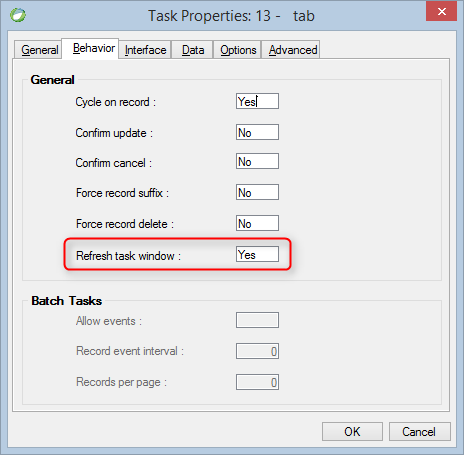 Task Properties: 13 - tab
General Behavior Interface Data Options Advanced
General
Cycle on record : Yes
Confirm update : No
Confirm cancel : No
Force record suffix : No
Force record delete : No
Refresh task window : Yes
Batch Tasks
Allow events :
Record event interval : 0
Records per page : 0
OK Cancel